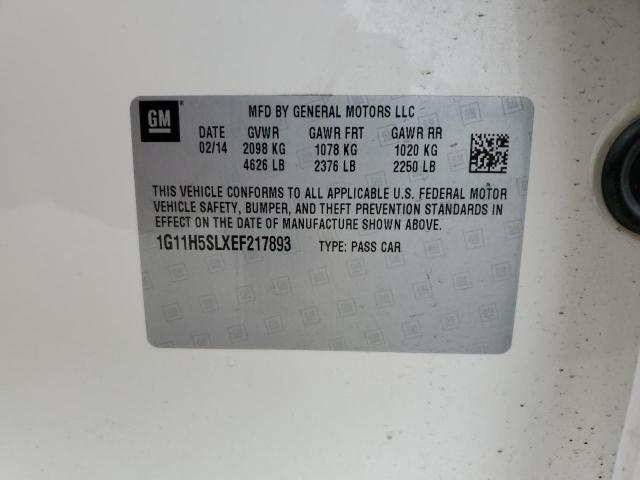 GM
MFD BY GENERAL MOTORS LLC
DATE GVWR GAWR FRT GAWR RR
02/14 2098 KG 1078 KG 1020 KG
4626 LB 2376 LB 2250 LB
THIS VEHICLE CONFORMS TO ALL APPLICABLE U.S. FEDERAL MOTOR
VEHICLE SAFETY, BUMPER, AND THEFT PREVENTION STANDARDS IN
EFFECT ON THE DATE OF MANUFACTURE SHOWN ABOVE.
1G11H5SLXEF217893 TYPE: PASS CAR